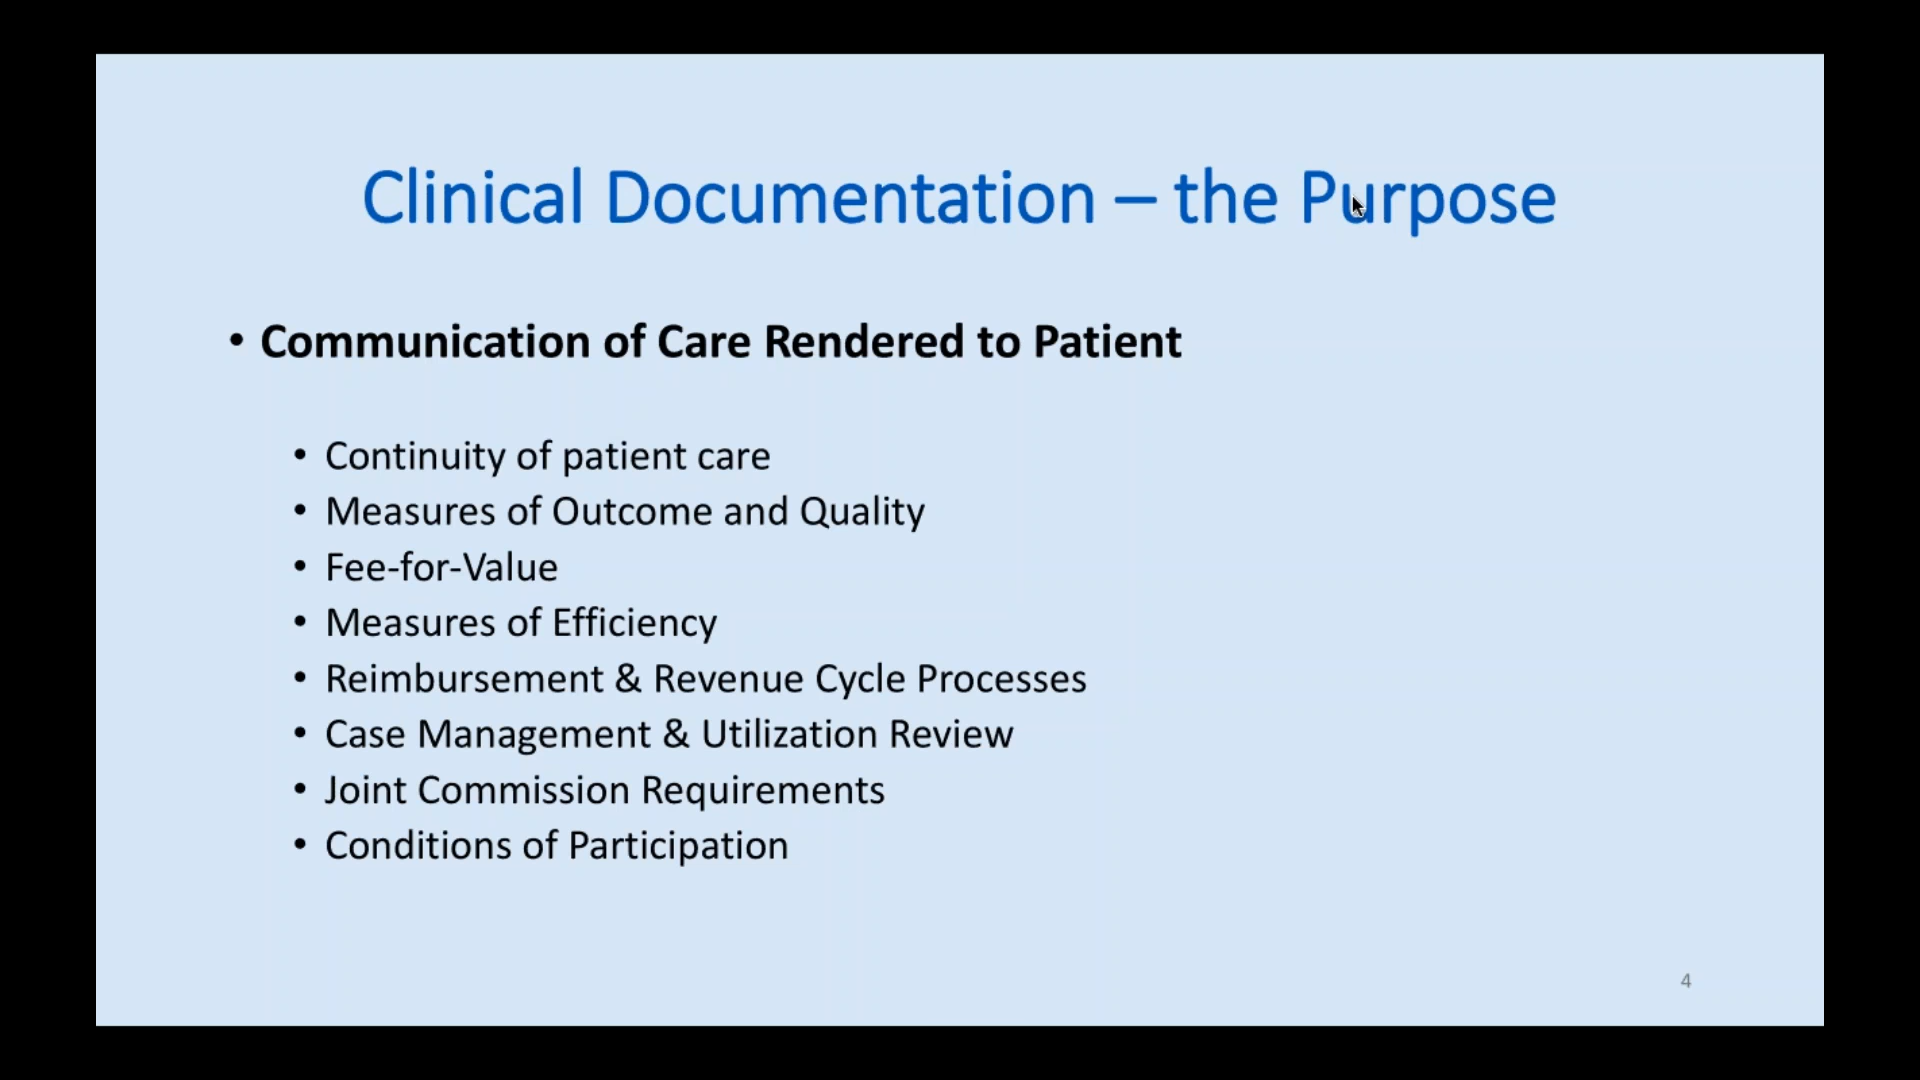 Clinical Documentation – the Purpose
• Communication of Care Rendered to Patient
• Continuity of patient care
• Measures of Outcome and Quality
• Fee-for-Value
• Measures of Efficiency
• Reimbursement & Revenue Cycle Processes
• Case Management & Utilization Review
• Joint Commission Requirements
• Conditions of Participation
4